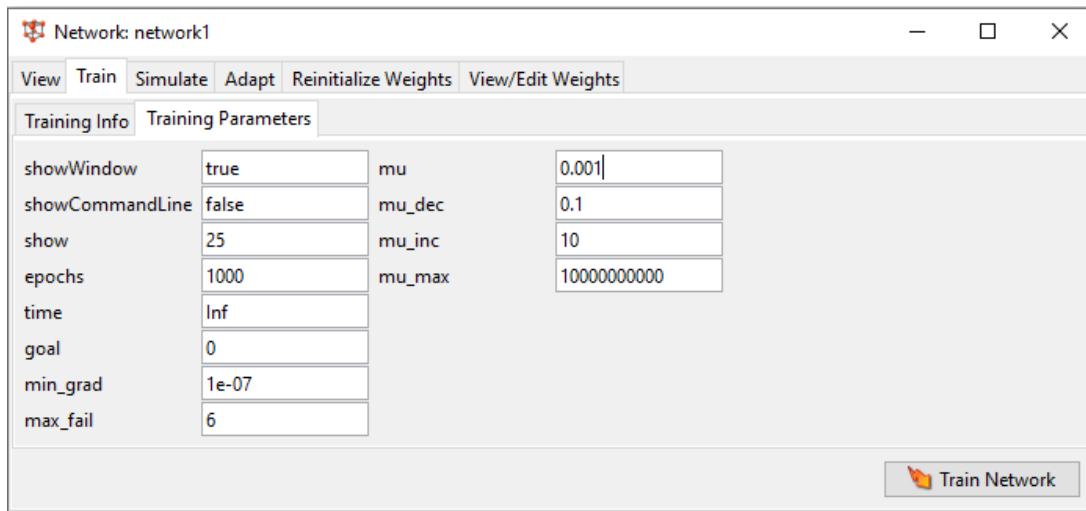 Network: network1
View Train Simulate Adapt Reinitialize Weights View/Edit Weights
Training Info Training Parameters
showWindow true mu 0.001
showCommandLine false mu_dec 0.1
show 25 mu_inc 10
epochs 1000 mu_max 10000000000
time Inf
goal 0
min_grad 1e-07
max_fail 6
Train Network